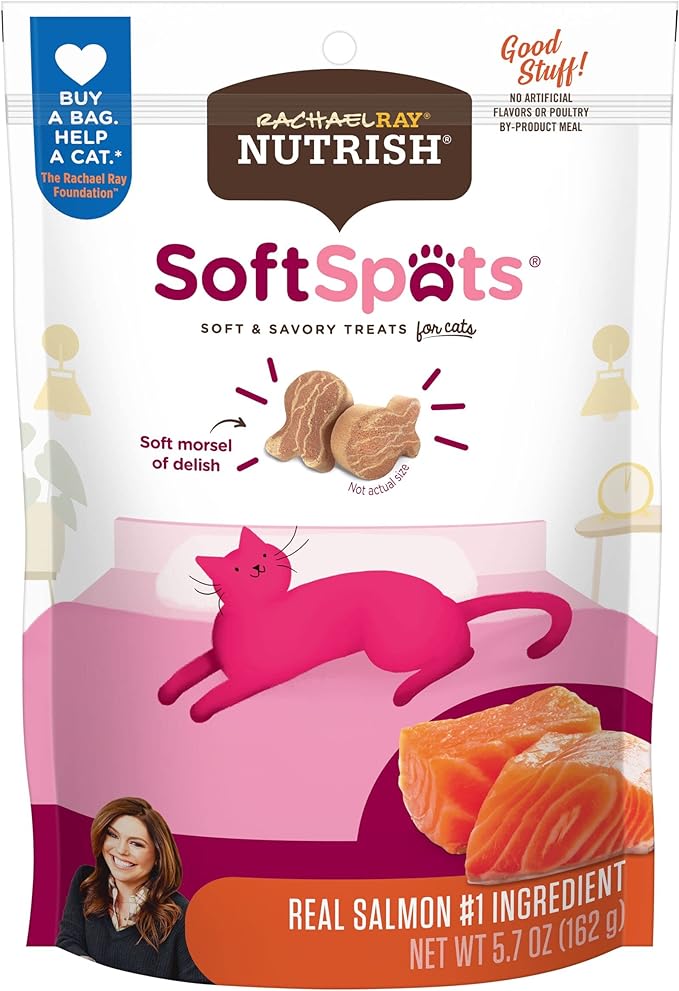 BUY
A BAG.
HELP
A CAT.*
The Rachael Ray
Foundation™
Good
Stuff!
NO ARTIFICIAL
FLAVORS OR POULTRY
BY-PRODUCT MEAL
RACHAELRAY®
NUTRISH®
SoftSpots®
SOFT & SAVORY TREATS for cats
Soft morsel
of delish
Not actual size
REAL SALMON #1 INGREDIENT
NET WT 5.7 OZ (162 g)